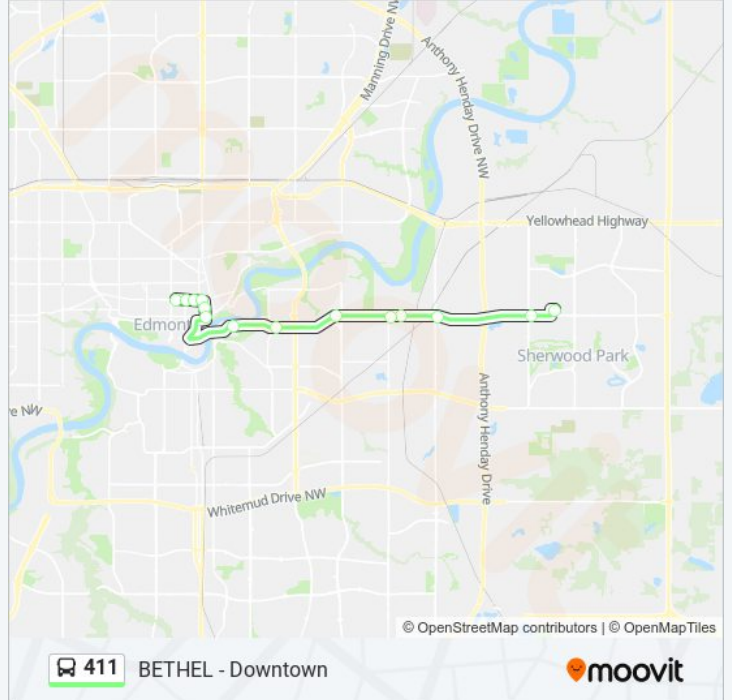 Manning Drive NW
Anthony Henday Drive NW
Yellowhead Highway
Edmont
Sherwood Park
e NW
Anthony Henday Drive
Whitemud Drive NW
© OpenStreetMap contributors | © OpenMapTiles
411 BETHEL - Downtown
moovit